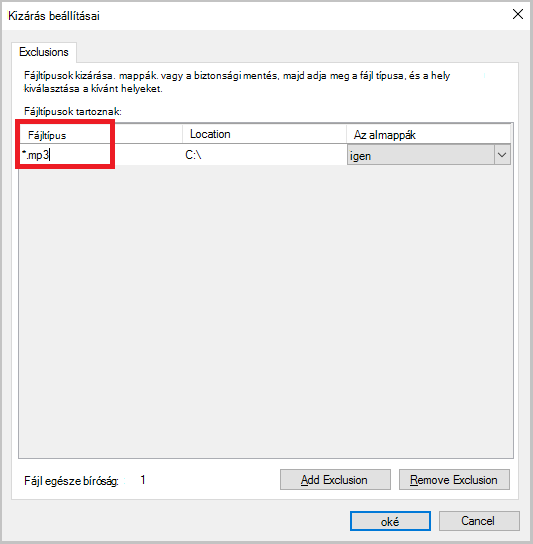 Kizárás beállításai
Exclusions
Fájltípusok kizárása. mappák. vagy a biztonsági mentés, majd adja meg a fájl típusa, és a hely
kiválasztása a kívánt helyeket.
Fájltípusok tartoznak:
Fájltípus Location Az almappák
*.mp3 C:\ igen
Fájl egésze bíróság: 1 Add Exclusion Remove Exclusion
oké Cancel